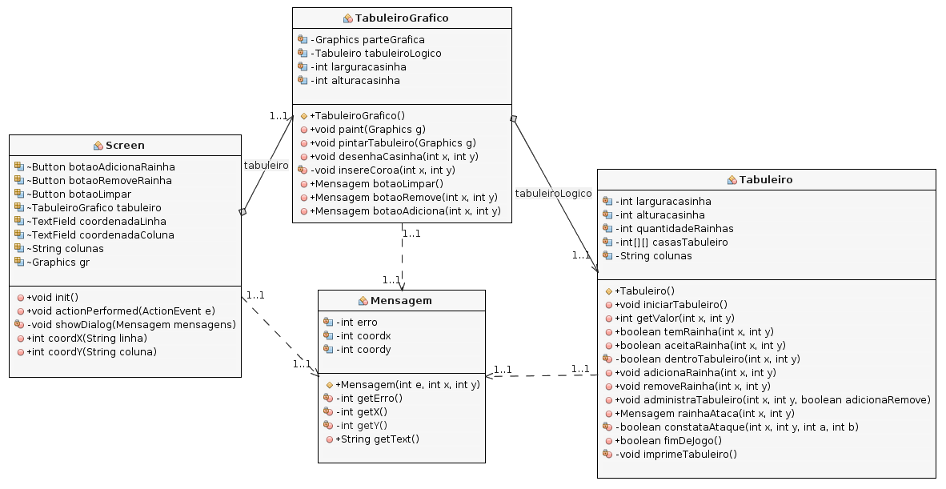 TabuleiroGrafico
-Graphics parteGrafica
-Tabuleiro tabuleiroLogico
-int larguracasinha
-int alturacasinha
+TabuleiroGrafico()
+void paint(Graphics g)
+void pintarTabuleiro(Graphics g)
+void desenhaCasinha(int x, int y)
-void insereCoroa(int x, int y)
+Mensagem botaoLimpar()
+Mensagem botaoRemove(int x, int y)
+Mensagem botaoAdiciona(int x, int y)
1..1
tabuleiro
Screen
~Button botaoAdicionaRainha
~Button botaoRemoveRainha
~Button botaoLimpar
~TabuleiroGrafico tabuleiro
~TextField coordenadaLinha
~TextField coordenadaColuna
~String colunas
~Graphics gr
+void init()
+void actionPerformed(ActionEvent e)
-void showDialog(Mensagem mensagens)
+int coordX(String linha)
+int coordY(String coluna)
tabuleiroLogico
1..1
Tabuleiro
-int larguracasinha
-int alturacasinha
-int quantidadeRainhas
-int[][] casasTabuleiro
-String colunas
+Tabuleiro()
+void iniciarTabuleiro()
+int getValor(int x, int y)
+boolean temRainha(int x, int y)
+boolean aceitaRainha(int x, int y)
-boolean dentroTabuleiro(int x, int y)
+void adicionaRainha(int x, int y)
+void removeRainha(int x, int y)
+void administraTabuleiro(int x, int y, boolean adicionaRemove)
+Mensagem rainhaAtaca(int x, int y)
-boolean constataAtaque(int x, int y, int a, int b)
+boolean fimDeJogo()
-void imprimeTabuleiro()
1..1
1..1
1..1
1..1
1..1
1..1
Mensagem
-int erro
-int coordx
-int coordy
+Mensagem(int e, int x, int y)
-int getErro()
-int getX()
-int getY()
+String getText()